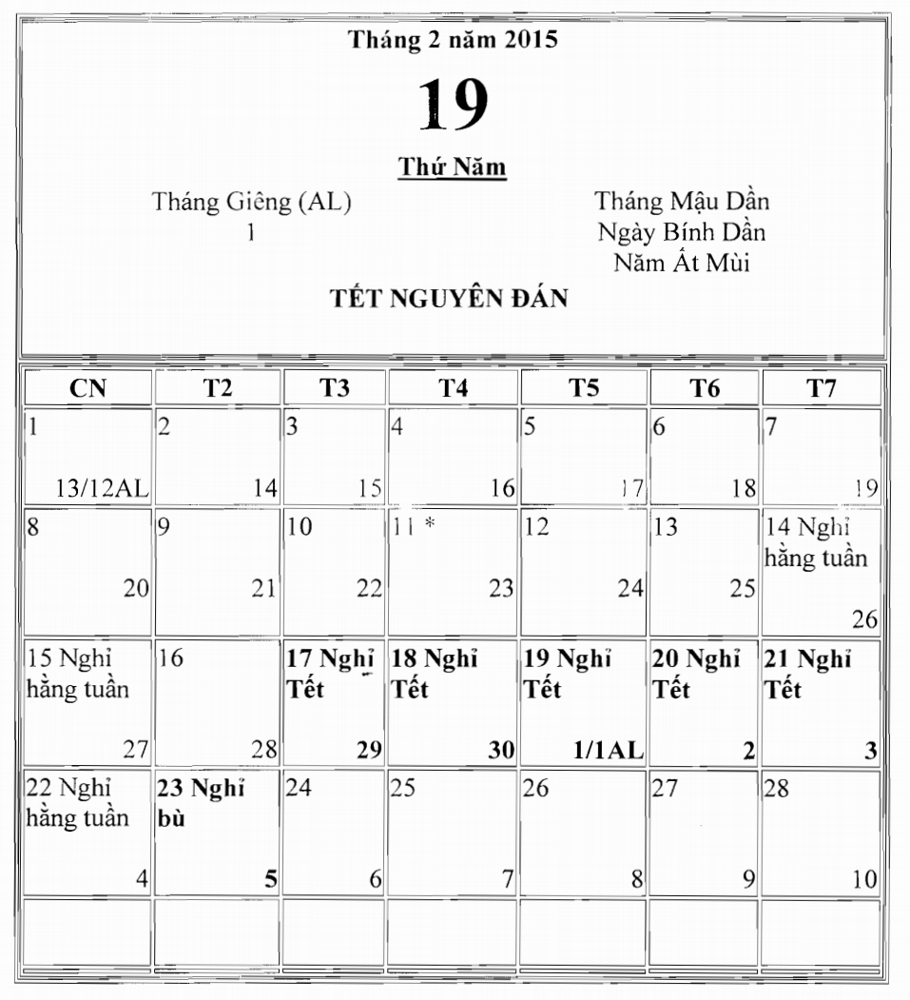 Tháng 2 năm 2015
19
Thứ Năm
Tháng Giêng (AL)
1
Tháng Mậu Dần
Ngày Bính Dần
Năm Ất Mùi
TẾT NGUYÊN ĐÁN
CN T2 T3 T4 T5 T6 T7
1 2 3 4 5 6 7
13/12AL 14 15 16 17 18 19
8 9 10 11 * 12 13 14 Nghỉ
hằng tuần
20 21 22 23 24 25 26
15 Nghỉ 16 17 Nghỉ 18 Nghỉ 19 Nghỉ 20 Nghỉ 21 Nghỉ
hằng tuần Tết Tết Tết Tết Tết
27 28 29 30 1/1AL 2 3
22 Nghỉ 23 Nghỉ 24 25 26 27 28
hằng tuần bù
4 5 6 7 8 9 10